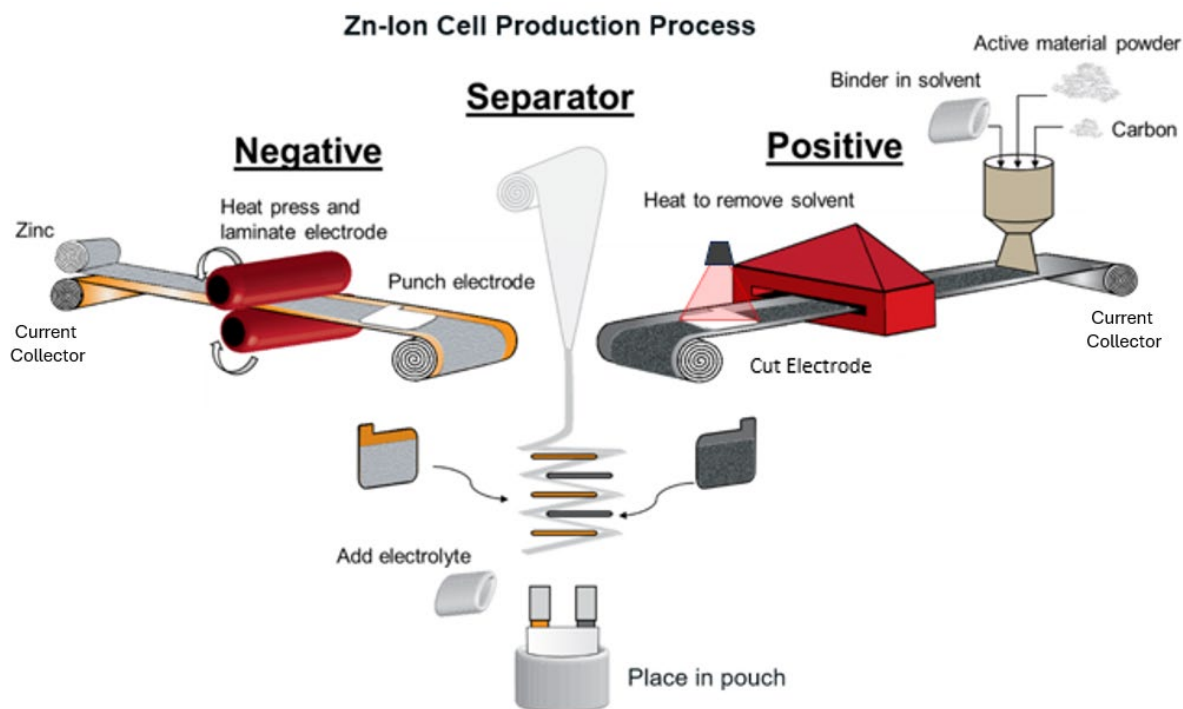 Zn-Ion Cell Production Process
Separator
Negative
Heat press and
laminate electrode
Zinc
Punch electrode
Current
Collector
Positive
Active material powder
Binder in solvent
Carbon
Heat to remove solvent
Current
Collector
Cut Electrode
Add electrolyte
Place in pouch